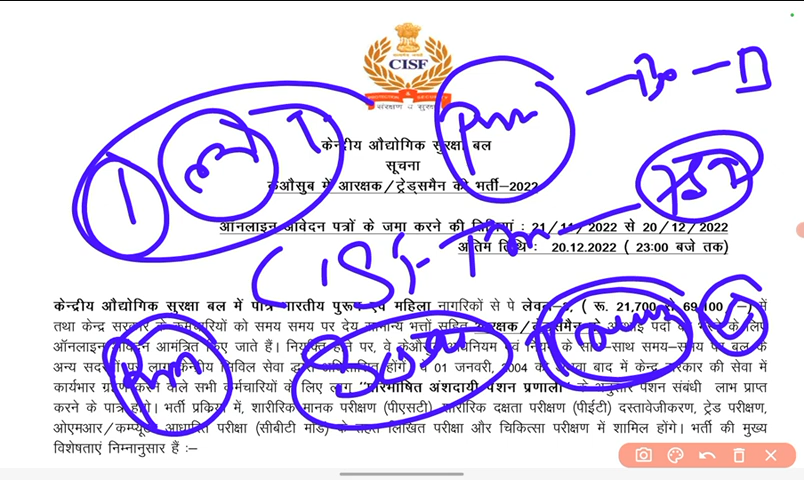 CISF
संरक्षण व सुरक्षा
केन्द्रीय औद्योगिक सुरक्षा बल
सूचना
केऔसुब में आरक्षक/ट्रेड्समैन की भर्ती–2022
ऑनलाइन आवेदन पत्रों के जमा करने की तिथियां : 21/11/2022 से 20/12/2022
अंतिम तिथि : 20.12.2022 ( 23:00 बजे तक)
केन्द्रीय औद्योगिक सुरक्षा बल में पात्र भारतीय पुरूष एवं महिला नागरिकों से पे लेवल–3, ( रू. 21,700 से 69,100 /–) में
तथा केन्द्र सरकार के कर्मचारियों को समय समय पर देय सामान्य भत्तों सहित आरक्षक/ट्रेड्समैन के अस्थाई पदों को भरने के लिए
ऑनलाइन आवेदन आमंत्रित किए जाते हैं। नियुक्त होने पर, वे केऔसुब अधिनियम एवं नियमों के साथ–साथ समय–समय पर बल के
अन्य सदस्यों पर लागू केन्द्रीय सिविल सेवा द्वारा अधिशासित होंगे। वे 01 जनवरी, 2004 को अथवा बाद में केन्द्र सरकार की सेवा में
कार्यभार ग्रहण करने वाले सभी कर्मचारियों के लिए लागू "परिभाषित अंशदायी पेंशन प्रणाली" के अनुसार पेंशन संबंधी लाभ प्राप्त
करने के पात्र होंगे। भर्ती प्रक्रिया में, शारीरिक मानक परीक्षण (पीएसटी) शारीरिक दक्षता परीक्षण (पीईटी) दस्तावेजीकरण, ट्रेड परीक्षण,
ओएमआर/कम्प्यूटर आधारित परीक्षा (सीबीटी मोड) के तहत लिखित परीक्षा और चिकित्सा परीक्षण में शामिल होंगे। भर्ती की मुख्य
विशेषताएं निम्नानुसार हैं :–